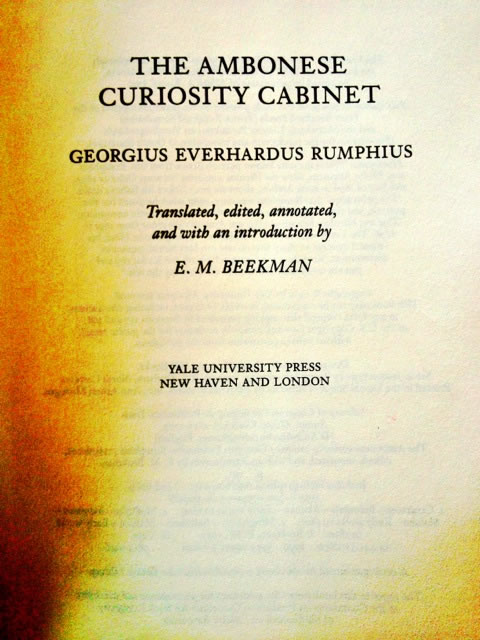 THE AMBONESE
CURIOSITY CABINET
GEORGIUS EVERHARDUS RUMPHIUS
Translated, edited, annotated,
and with an introduction by
E. M. BEEKMAN
YALE UNIVERSITY PRESS
NEW HAVEN AND LONDON